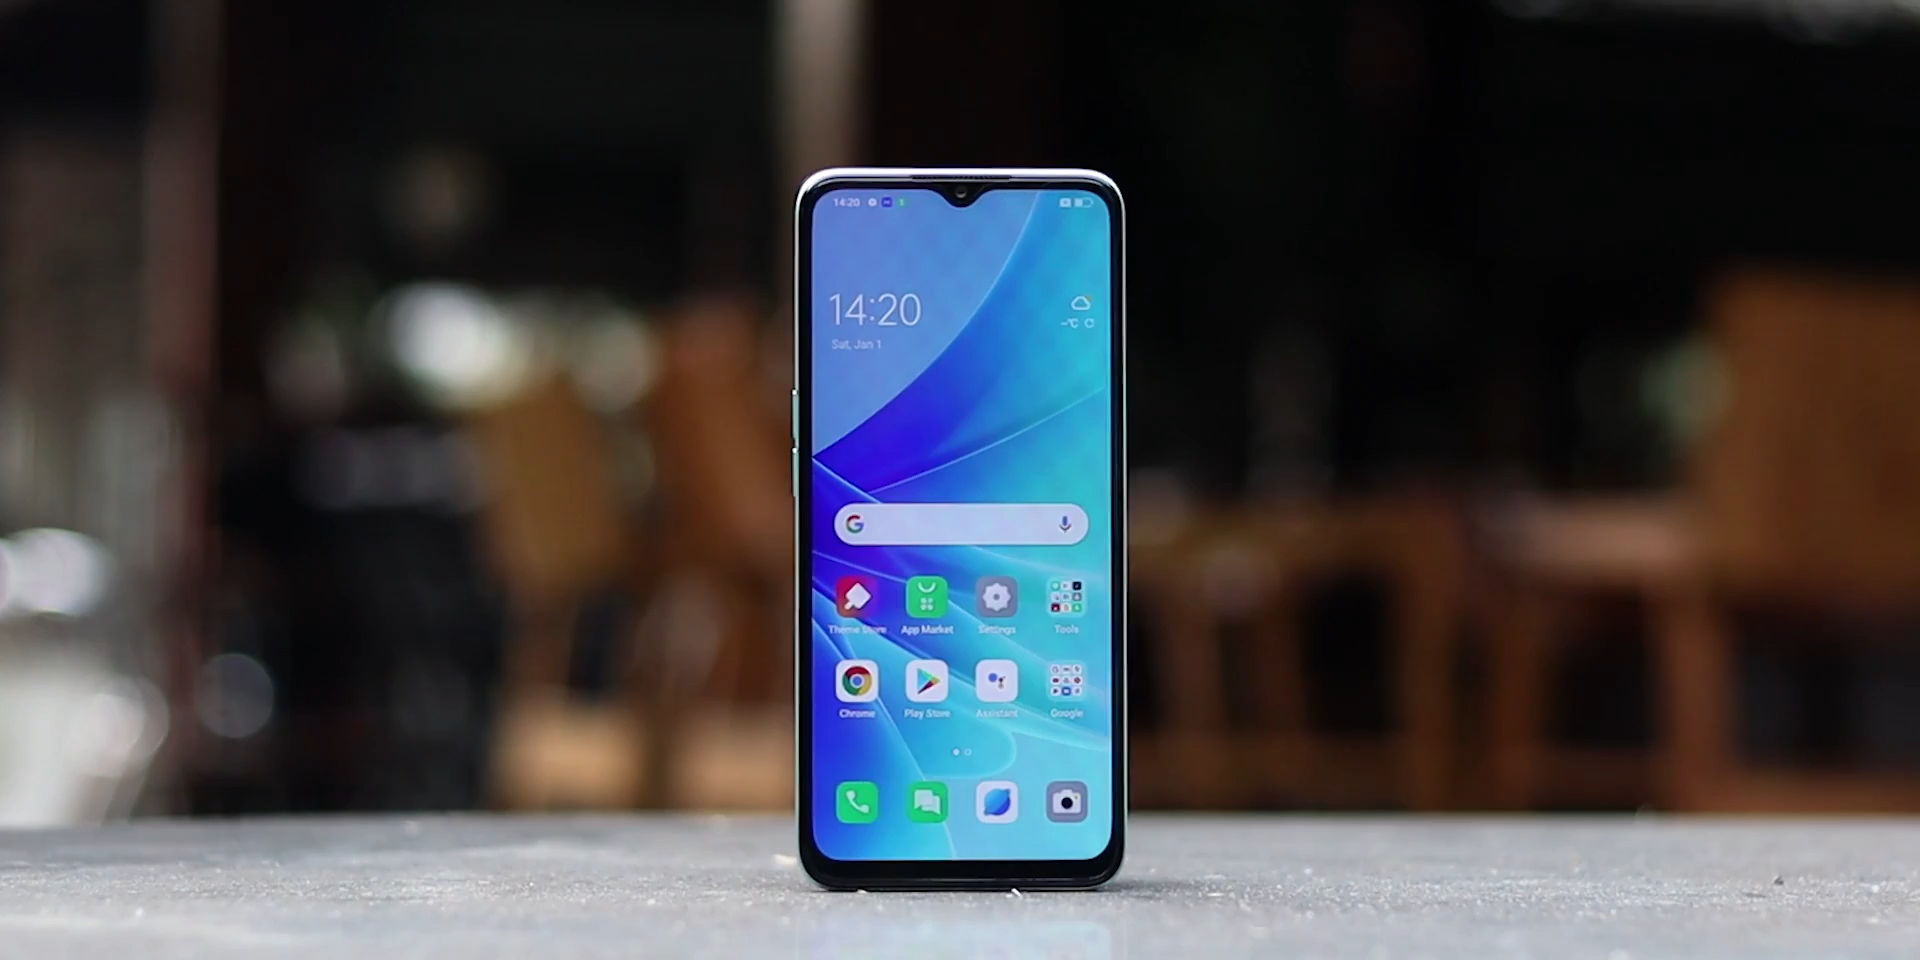 14:20
14:20
Sat, Jan 1
--°C
G
Theme Store App Market Settings Tools
Chrome Play Store Assistant Google